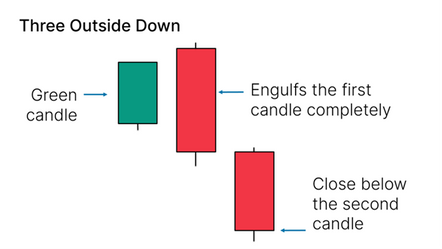 Three Outside Down
Green
candle
Engulfs the first
candle completely
Close below
the second
candle